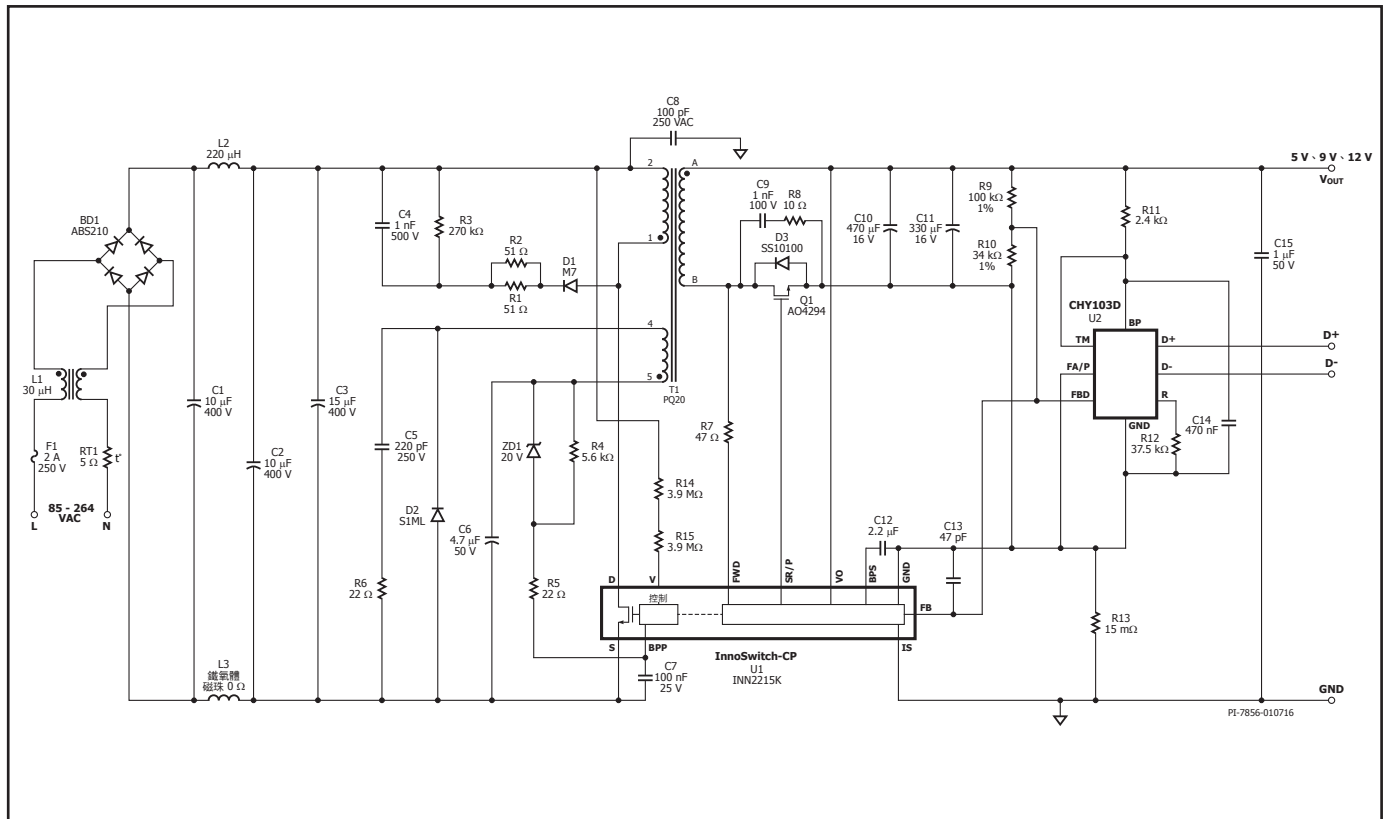 C8
100 pF
250 VAC
L2
220 μH
2
A
5 V、9 V、12 V
VOUT
BD1
ABS210
C4
1 nF
500 V
R3
270 kΩ
R2
51 Ω
R1
51 Ω
D1
M7
1
C9
1 nF
100 V
R8
10 Ω
D3
SS10100
B
Q1
AO4294
C10
470 μF
16 V
C11
330 μF
16 V
R9
100 kΩ
1%
R10
34 kΩ
1%
R11
2.4 kΩ
C15
1 μF
50 V
CHY103D
U2
BP
TM
D+
FA/P
D-
FBD
R
GND
D+
D-
4
5
T1
PQ20
L1
30 μH
F1
2 A
250 V
RT1
5 Ω
t°
85 - 264
VAC
L
N
C1
10 μF
400 V
C2
10 μF
400 V
C3
15 μF
400 V
C5
220 pF
250 V
D2
S1ML
C6
4.7 μF
50 V
ZD1
20 V
R4
5.6 kΩ
R7
47 Ω
R14
3.9 MΩ
R15
3.9 MΩ
R12
37.5 kΩ
C14
470 nF
C12
2.2 μF
C13
47 pF
R6
22 Ω
R5
22 Ω
D
V
FWD
SR/P
VO
BPS
GND
控制
FB
S
BPP
IS
InnoSwitch-CP
U1
INN2215K
C7
100 nF
25 V
R13
15 mΩ
L3
鐵氧體
磁珠 0 Ω
GND
PI-7856-010716